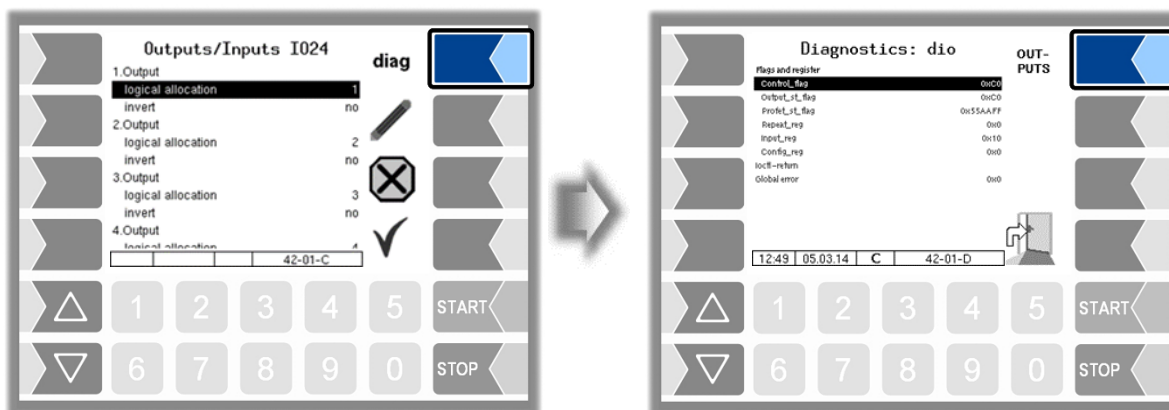 Outputs/Inputs IO24
diag
1.Output
logical allocation 1
invert no
2.Output
logical allocation 2
invert no
3.Output
logical allocation 3
invert no
4.Output
logical allocation 4
42-01-C
1 2 3 4 5 START
6 7 8 9 0 STOP
Diagnostics: dio
OUT-
PUTS
Flags and register
Control_flag 0xC0
Output_st_flag 0xC0
Profet_st_flag 0x55AAFF
Repeat_reg 0x0
Input_reg 0x10
Config_reg 0x0
Ioctl-return
Global error 0x0
12:49 05.03.14 C 42-01-D
1 2 3 4 5 START
6 7 8 9 0 STOP